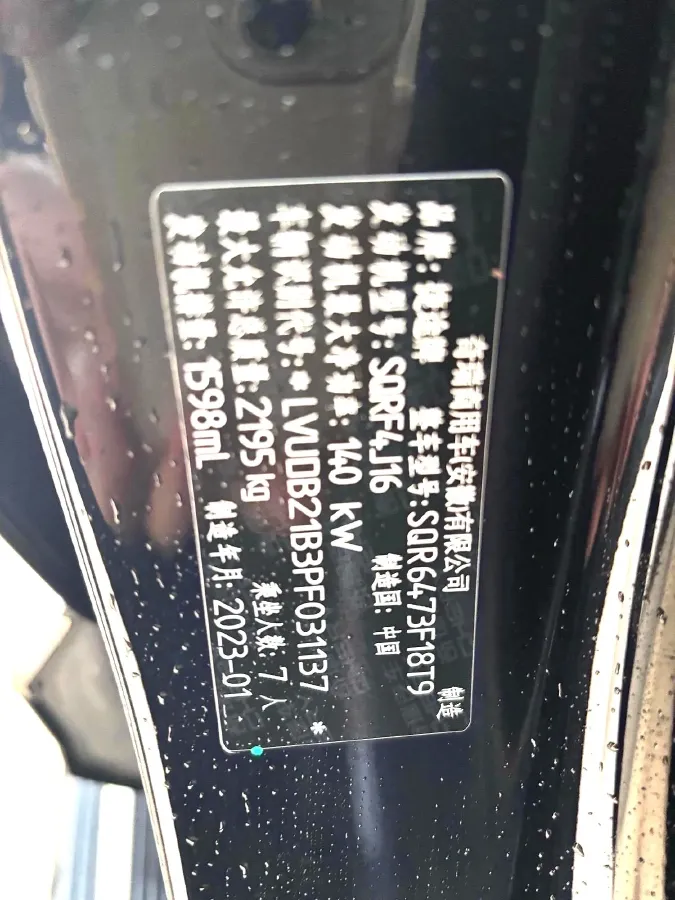 奇瑞商用车(安徽)有限公司 制造
品牌:捷途牌 整车型号:SQR6473F18T9
发动机型号:SQRF4J16 制造国:中国
发动机最大净功率:140 kW
车辆识别代号:*LVUDB21B3PF031137*
最大允许总质量:2195kg 乘坐人数:7人
发动机排量:1598mL 制造年月:2023-01